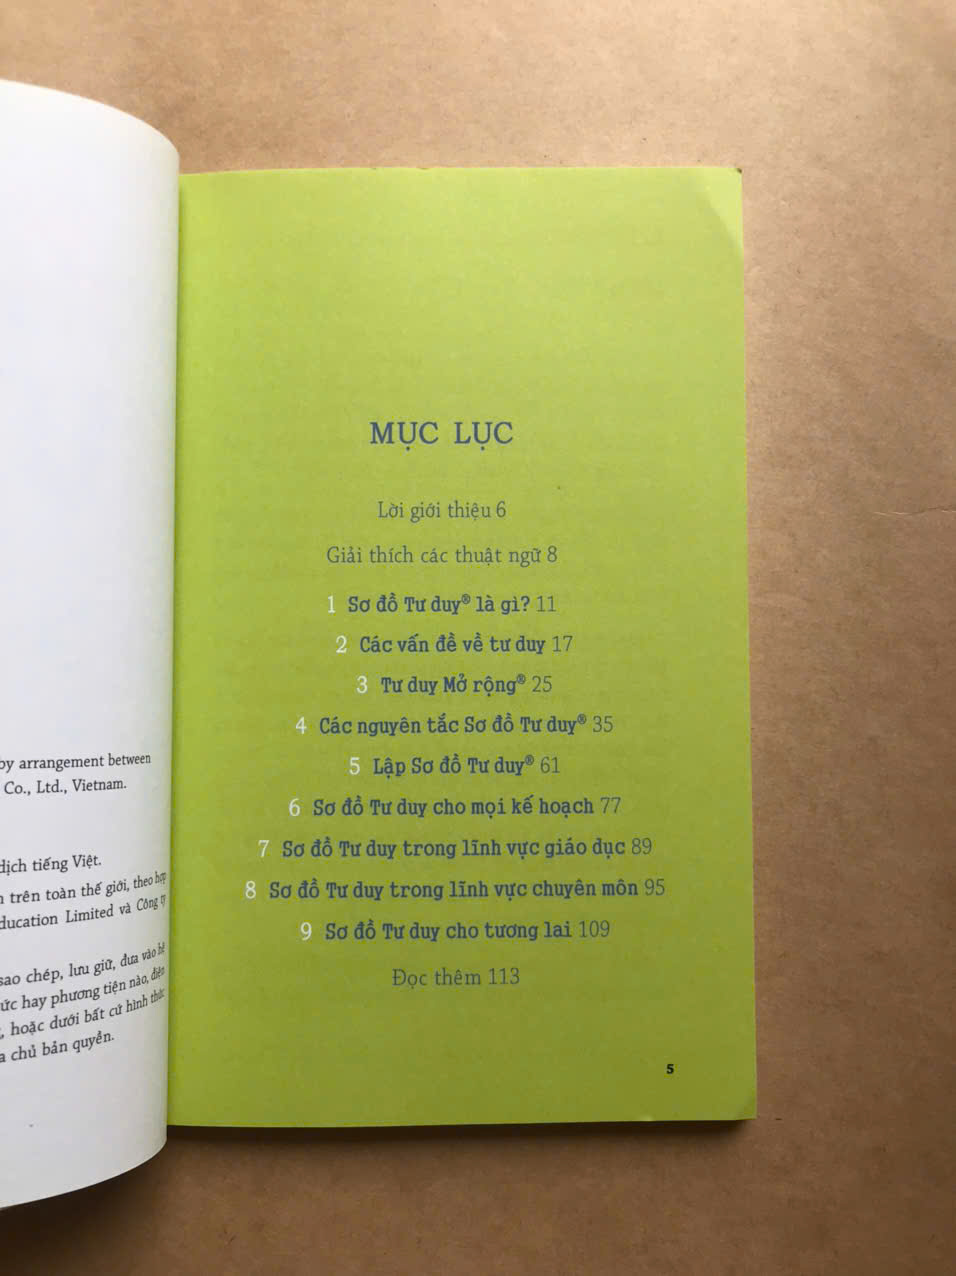 by arrangement between
Co., Ltd., Vietnam.
dịch tiếng Việt.
trên toàn thế giới, theo hợp
Education Limited và Công ty
sao chép, lưu giữ, đưa vào hệ
hay phương tiện nào, điện
hoặc dưới bất cứ hình thức
chủ bản quyền.
MỤC LỤC
Lời giới thiệu 6
Giải thích các thuật ngữ 8
1 Sơ đồ Tư duy® là gì? 11
2 Các vấn đề về tư duy 17
3 Tư duy Mở rộng® 25
4 Các nguyên tắc Sơ đồ Tư duy® 35
5 Lập Sơ đồ Tư duy® 61
6 Sơ đồ Tư duy cho mọi kế hoạch 77
7 Sơ đồ Tư duy trong lĩnh vực giáo dục 89
8 Sơ đồ Tư duy trong lĩnh vực chuyên môn 95
9 Sơ đồ Tư duy cho tương lai 109
Đọc thêm 113
5